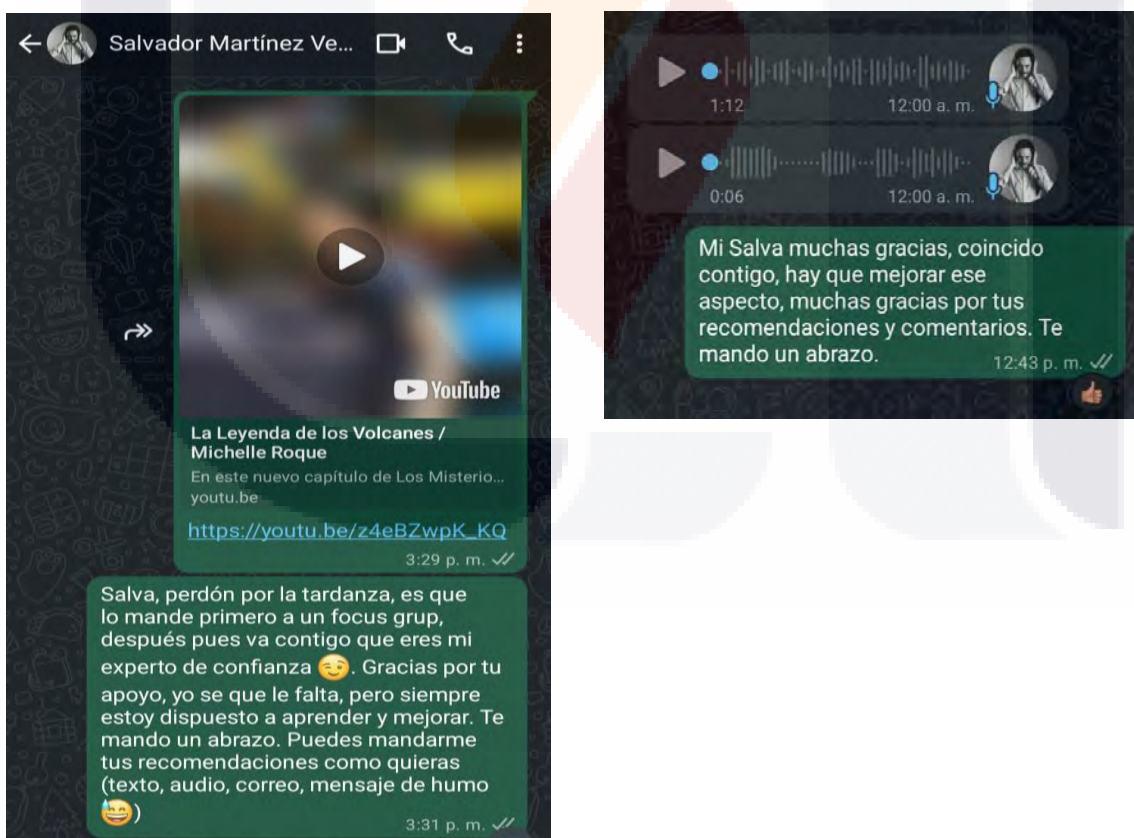 Salvador Martínez Ve...
YouTube
La Leyenda de los Volcanes /
Michelle Roque
En este nuevo capítulo de Los Misterio...
youtu.be
https://youtu.be/z4eBZwpK_KQ
3:29 p. m.
Salva, perdón por la tardanza, es que
lo mande primero a un focus grup,
después pues va contigo que eres mi
experto de confianza 😉. Gracias por tu
apoyo, yo se que le falta, pero siempre
estoy dispuesto a aprender y mejorar. Te
mando un abrazo. Puedes mandarme
tus recomendaciones como quieras
(texto, audio, correo, mensaje de humo
😅)
3:31 p. m.
1:12 12:00 a. m.
0:06 12:00 a. m.
Mi Salva muchas gracias, coincido
contigo, hay que mejorar ese
aspecto, muchas gracias por tus
recomendaciones y comentarios. Te
mando un abrazo.
12:43 p. m.